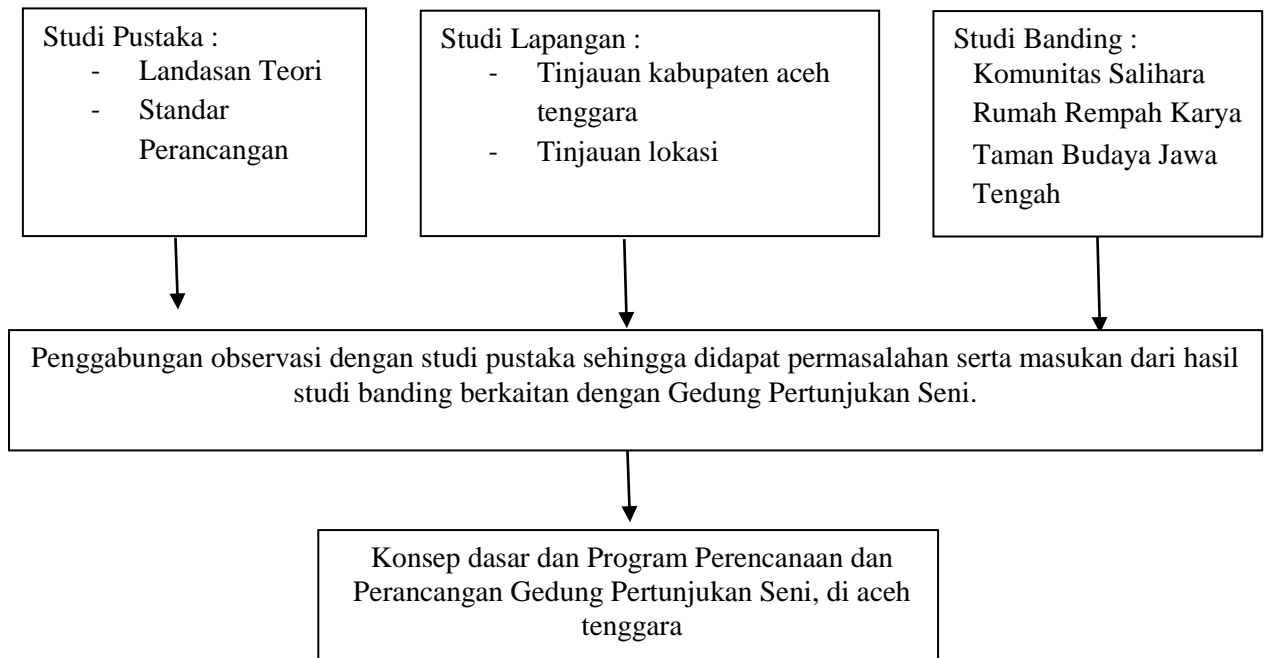 Studi Pustaka :
- Landasan Teori
- Standar
Perancangan
Studi Lapangan :
- Tinjauan kabupaten aceh
tenggara
- Tinjauan lokasi
Studi Banding :
Komunitas Salihara
Rumah Rempah Karya
Taman Budaya Jawa
Tengah
Penggabungan observasi dengan studi pustaka sehingga didapat permasalahan serta masukan dari hasil
studi banding berkaitan dengan Gedung Pertunjukan Seni.
Konsep dasar dan Program Perencanaan dan
Perancangan Gedung Pertunjukan Seni, di aceh
tenggara